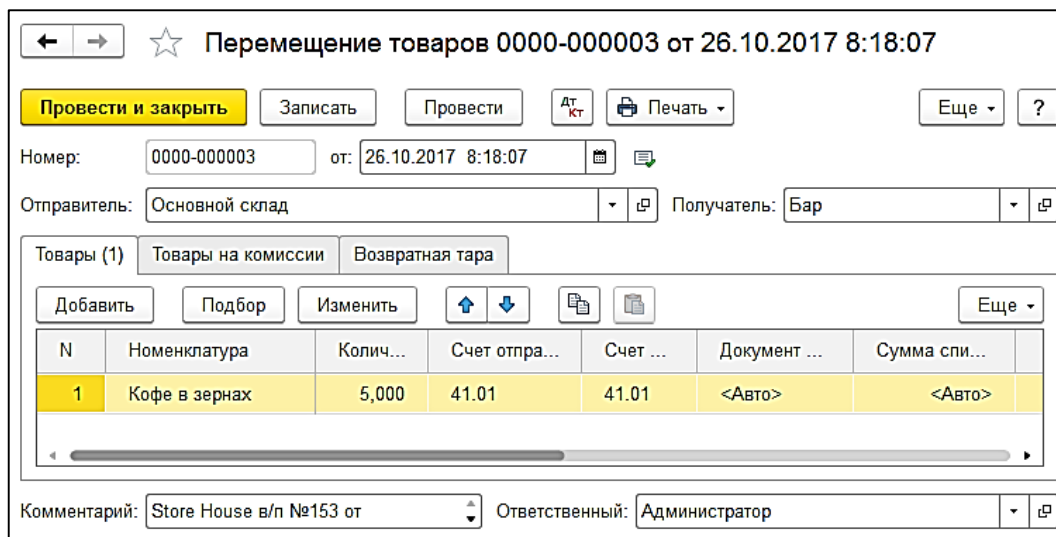 Перемещение товаров 0000-000003 от 26.10.2017 8:18:07
Провести и закрыть Записать Провести Дт Кт Печать Еще ?
Номер: 0000-000003 от: 26.10.2017 8:18:07
Отправитель: Основной склад Получатель: Бар
Товары (1) Товары на комиссии Возвратная тара
Добавить Подбор Изменить Еще
N Номенклатура Колич... Счет отпра... Счет ... Документ ... Сумма спи...
1 Кофе в зернах 5,000 41.01 41.01 <Авто> <Авто>
Комментарий: Store House в/п №153 от Ответственный: Администратор